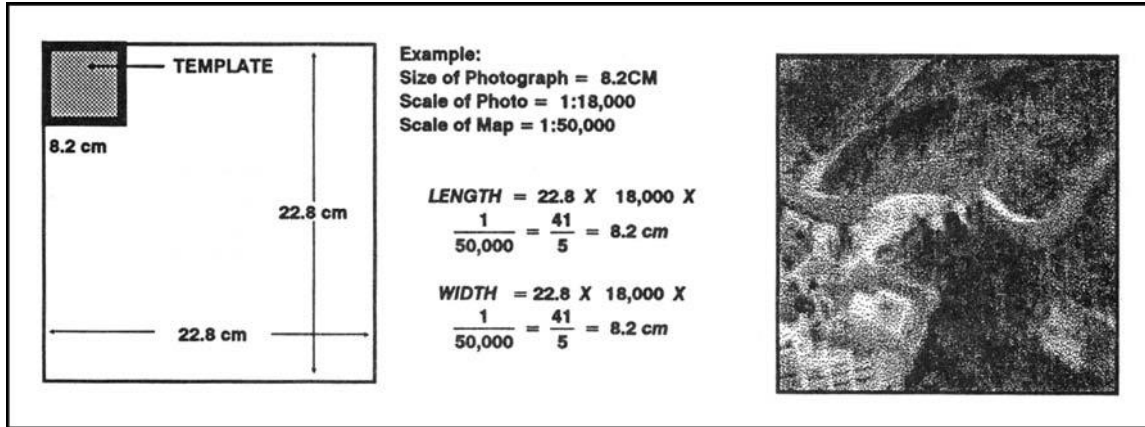 TEMPLATE
8.2 cm
22.8 cm
22.8 cm
Example:
Size of Photograph = 8.2CM
Scale of Photo = 1:18,000
Scale of Map = 1:50,000
LENGTH = 22.8 X 18,000 X
1/50,000 = 41/5 = 8.2 cm
WIDTH = 22.8 X 18,000 X
1/50,000 = 41/5 = 8.2 cm